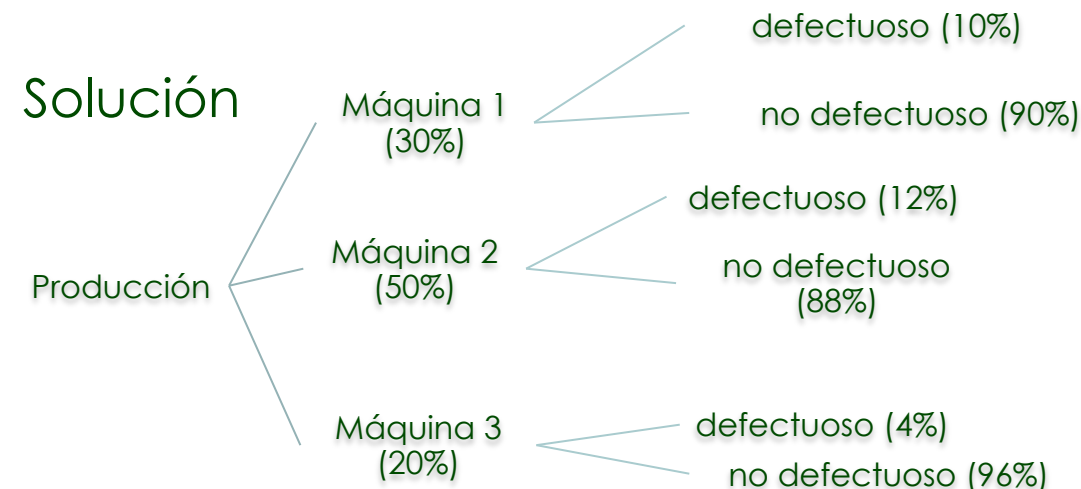 Solución
Producción
Máquina 1
(30%)
defectuoso (10%)
no defectuoso (90%)
Máquina 2
(50%)
defectuoso (12%)
no defectuoso
(88%)
Máquina 3
(20%)
defectuoso (4%)
no defectuoso (96%)